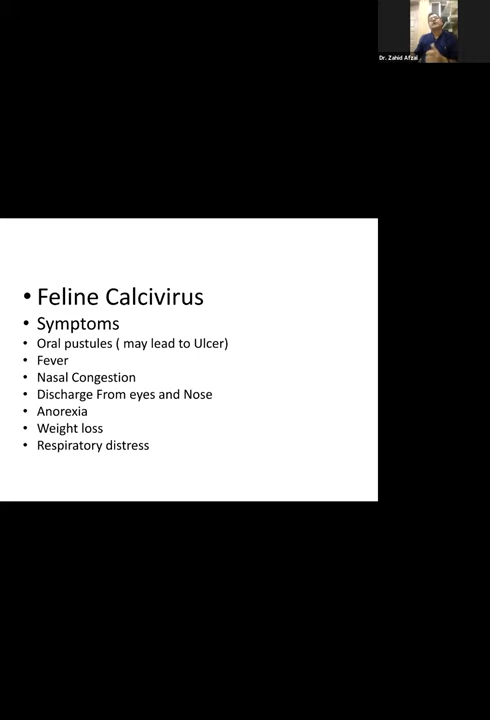 Dr. Zahid Afzal
• Feline Calcivirus
• Symptoms
• Oral pustules ( may lead to Ulcer)
• Fever
• Nasal Congestion
• Discharge From eyes and Nose
• Anorexia
• Weight loss
• Respiratory distress